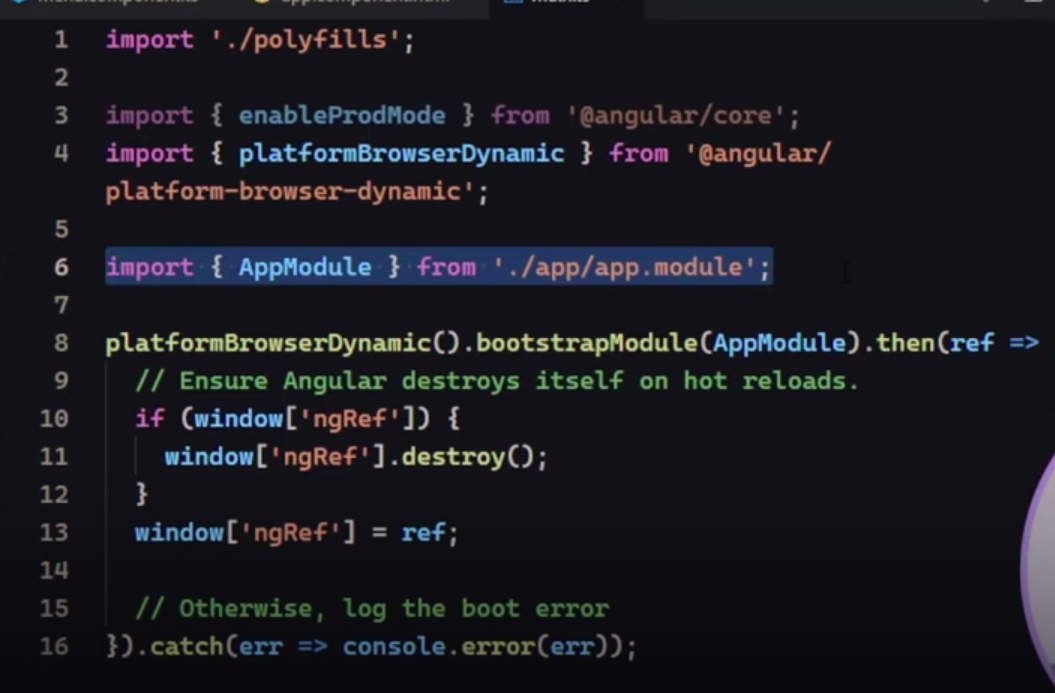 1 import './polyfills';
2
3 import { enableProdMode } from '@angular/core';
4 import { platformBrowserDynamic } from '@angular/
platform-browser-dynamic';
5
6 import { AppModule } from './app/app.module';
7
8 platformBrowserDynamic().bootstrapModule(AppModule).then(ref =>
9 // Ensure Angular destroys itself on hot reloads.
10 if (window['ngRef']) {
11 window['ngRef'].destroy();
12 }
13 window['ngRef'] = ref;
14
15 // Otherwise, log the boot error
16 }).catch(err => console.error(err));